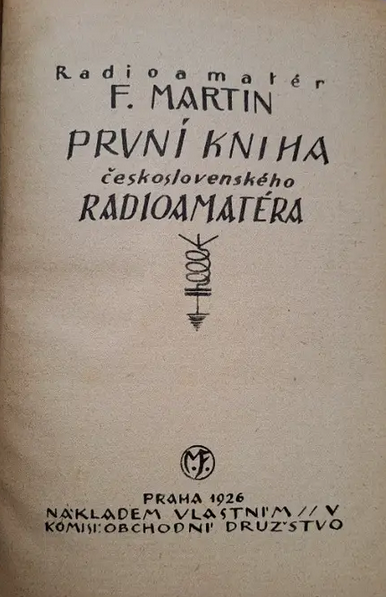 Radioamatér
F. MARTIN
PRVNÍ KNIHA
československého
RADIOAMATÉRA
M.F.
PRAHA 1926
NÁKLADEM VLASTNÍM // V
KOMISI: OBCHODNÍ DRUŽSTVO